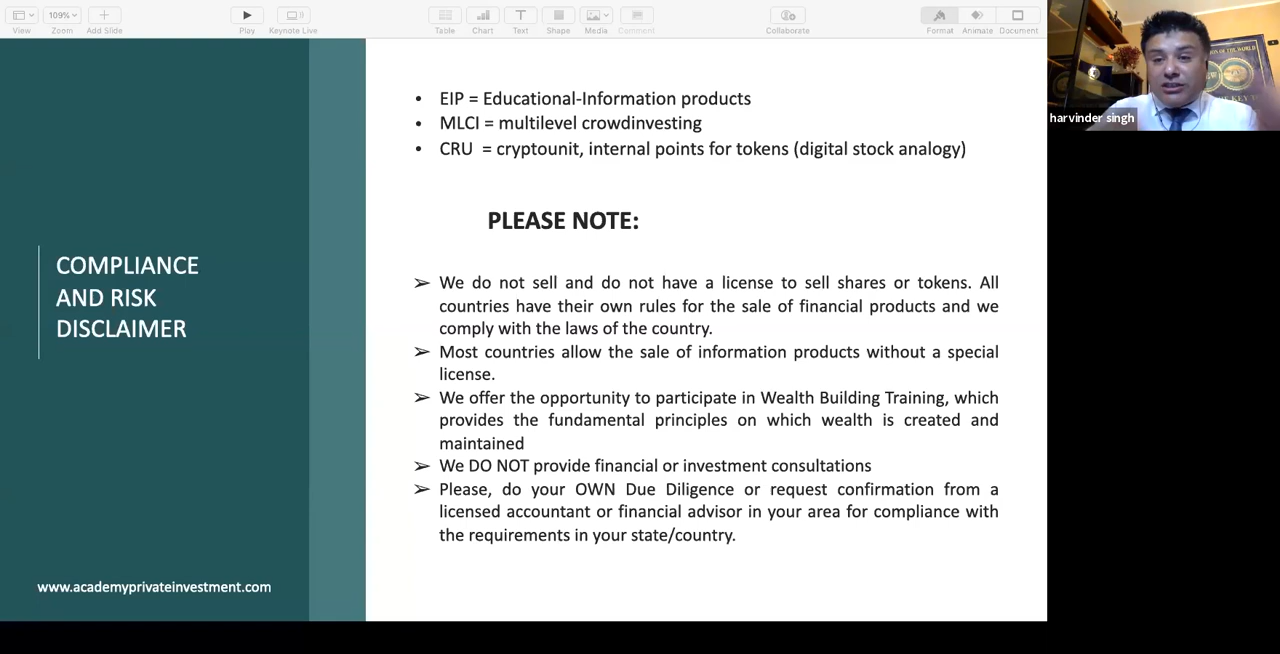 109%
View Zoom Add Slide Play Keynote Live Table Chart Text Shape Media Comment Collaborate Format Animate Document
harvinder singh
COMPLIANCE
AND RISK
DISCLAIMER
www.academyprivateinvestment.com
• EIP = Educational-Information products
• MLCI = multilevel crowdinvesting
• CRU = cryptounit, internal points for tokens (digital stock analogy)
PLEASE NOTE:
➢ We do not sell and do not have a license to sell shares or tokens. All
countries have their own rules for the sale of financial products and we
comply with the laws of the country.
➢ Most countries allow the sale of information products without a special
license.
➢ We offer the opportunity to participate in Wealth Building Training, which
provides the fundamental principles on which wealth is created and
maintained
➢ We DO NOT provide financial or investment consultations
➢ Please, do your OWN Due Diligence or request confirmation from a
licensed accountant or financial advisor in your area for compliance with
the requirements in your state/country.